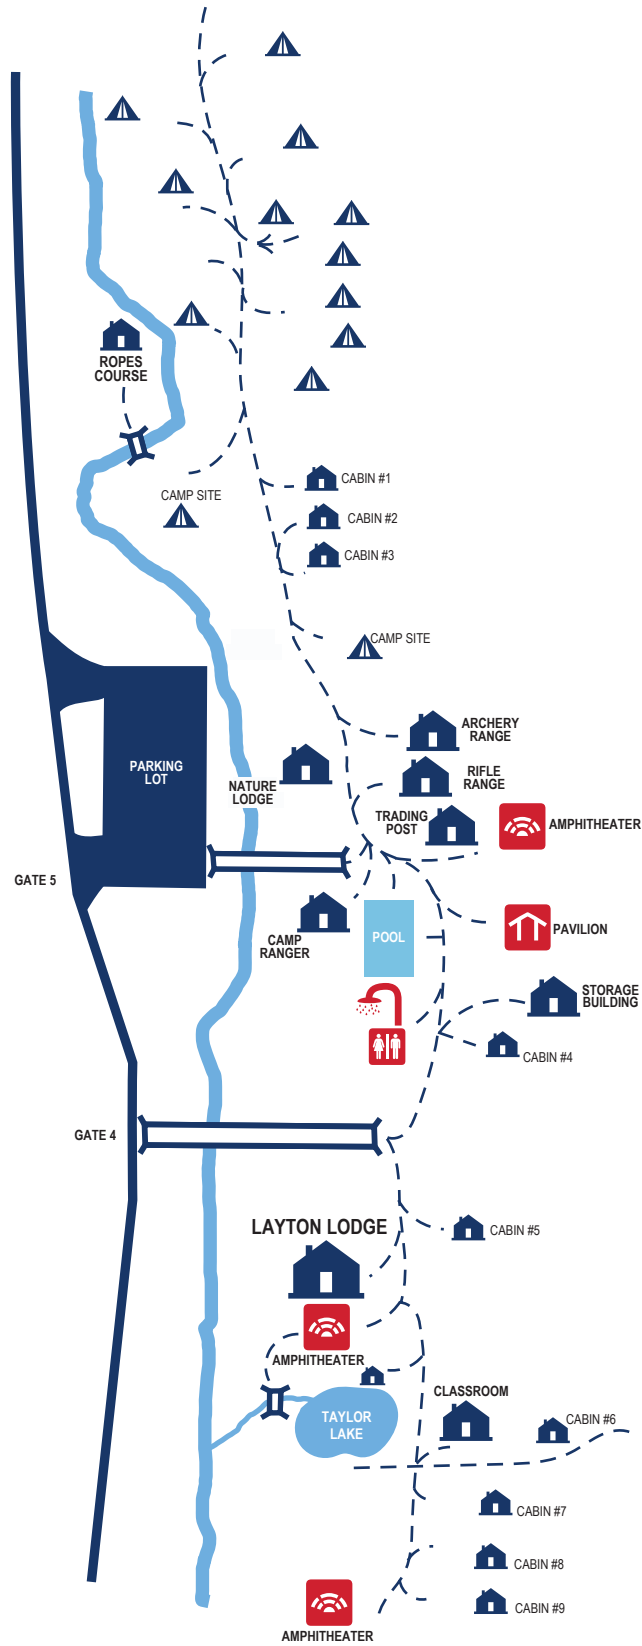 ROPES
COURSE
CABIN #1
CAMP SITE
CABIN #2
CABIN #3
CAMP SITE
ARCHERY
RANGE
PARKING
LOT
NATURE
LODGE
RIFLE
RANGE
TRADING
POST
AMPHITHEATER
GATE 5
CAMP
RANGER
POOL
PAVILION
STORAGE
BUILDING
CABIN #4
GATE 4
LAYTON LODGE
CABIN #5
AMPHITHEATER
CLASSROOM
TAYLOR
LAKE
CABIN #6
CABIN #7
CABIN #8
CABIN #9
AMPHITHEATER